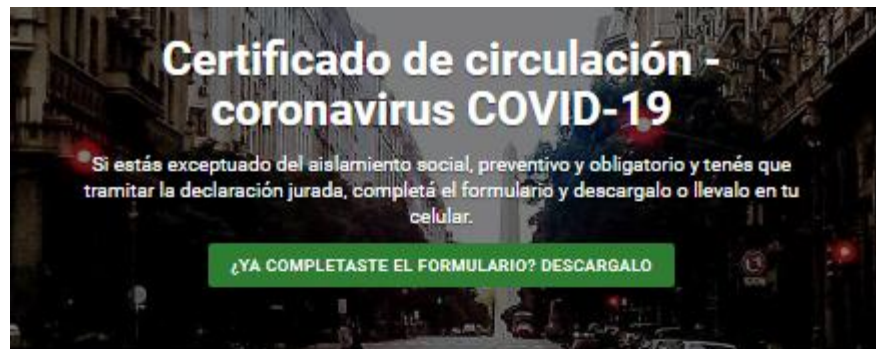 Certificado de circulación -
coronavirus COVID-19
Si estás exceptuado del aislamiento social, preventivo y obligatorio y tenés que
tramitar la declaración jurada, completá el formulario y descargalo o llevalo en tu
celular.
¿YA COMPLETASTE EL FORMULARIO? DESCARGALO